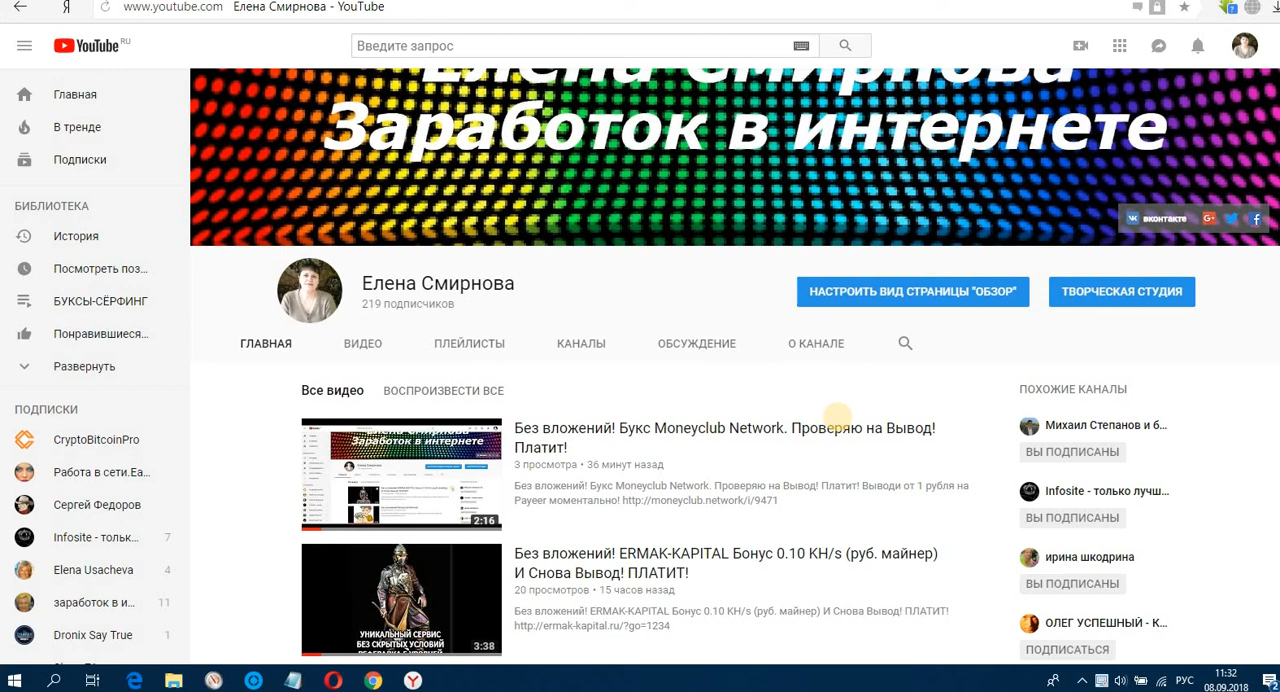 Я www.youtube.com Елена Смирнова - YouTube
YouTube RU
Введите запрос
Елена Смирнова
Заработок в интернете
вконтакте
Главная
В тренде
Подписки
БИБЛИОТЕКА
История
Посмотреть поз...
БУКСЫ-СЁРФИНГ
Понравившиеся...
Развернуть
ПОДПИСКИ
CryptoBitcoinPro
Работа в сети.Еа...
Сергей Федоров
Infosite - тольк... 7
Elena Usacheva 4
заработок в и... 11
Dronix Say True 1
Елена Смирнова
219 подписчиков
НАСТРОИТЬ ВИД СТРАНИЦЫ "ОБЗОР"
ТВОРЧЕСКАЯ СТУДИЯ
ГЛАВНАЯ ВИДЕО ПЛЕЙЛИСТЫ КАНАЛЫ ОБСУЖДЕНИЕ О КАНАЛЕ
Все видео ВОСПРОИЗВЕСТИ ВСЕ
Заработок в интернете
2:16
Без вложений! Букс Moneyclub Network. Проверяю на Вывод!
Платит!
3 просмотра • 36 минут назад
Без вложений! Букс Moneyclub Network. Проверяю на Вывод! Платит! Выводи от 1 рубля на
Payeer моментально! http://moneyclub.network/i/9471
УНИКАЛЬНЫЙ СЕРВИС
БЕЗ СКРЫТЫХ УСЛОВИЙ
3:38
Без вложений! ERMAK-KAPITAL Бонус 0.10 KH/s (руб. майнер)
И Снова Вывод! ПЛАТИТ!
20 просмотров • 15 часов назад
Без вложений! ERMAK-KAPITAL Бонус 0.10 KH/s (руб. майнер) И Снова Вывод! ПЛАТИТ!
http://ermak-kapital.ru/?go=1234
ПОХОЖИЕ КАНАЛЫ
Михаил Степанов и б...
ВЫ ПОДПИСАНЫ
Infosite - только лучш...
ВЫ ПОДПИСАНЫ
ирина шкодрина
ВЫ ПОДПИСАНЫ
ОЛЕГ УСПЕШНЫЙ - К...
ПОДПИСАТЬСЯ
РУС
11:32
08.09.2018